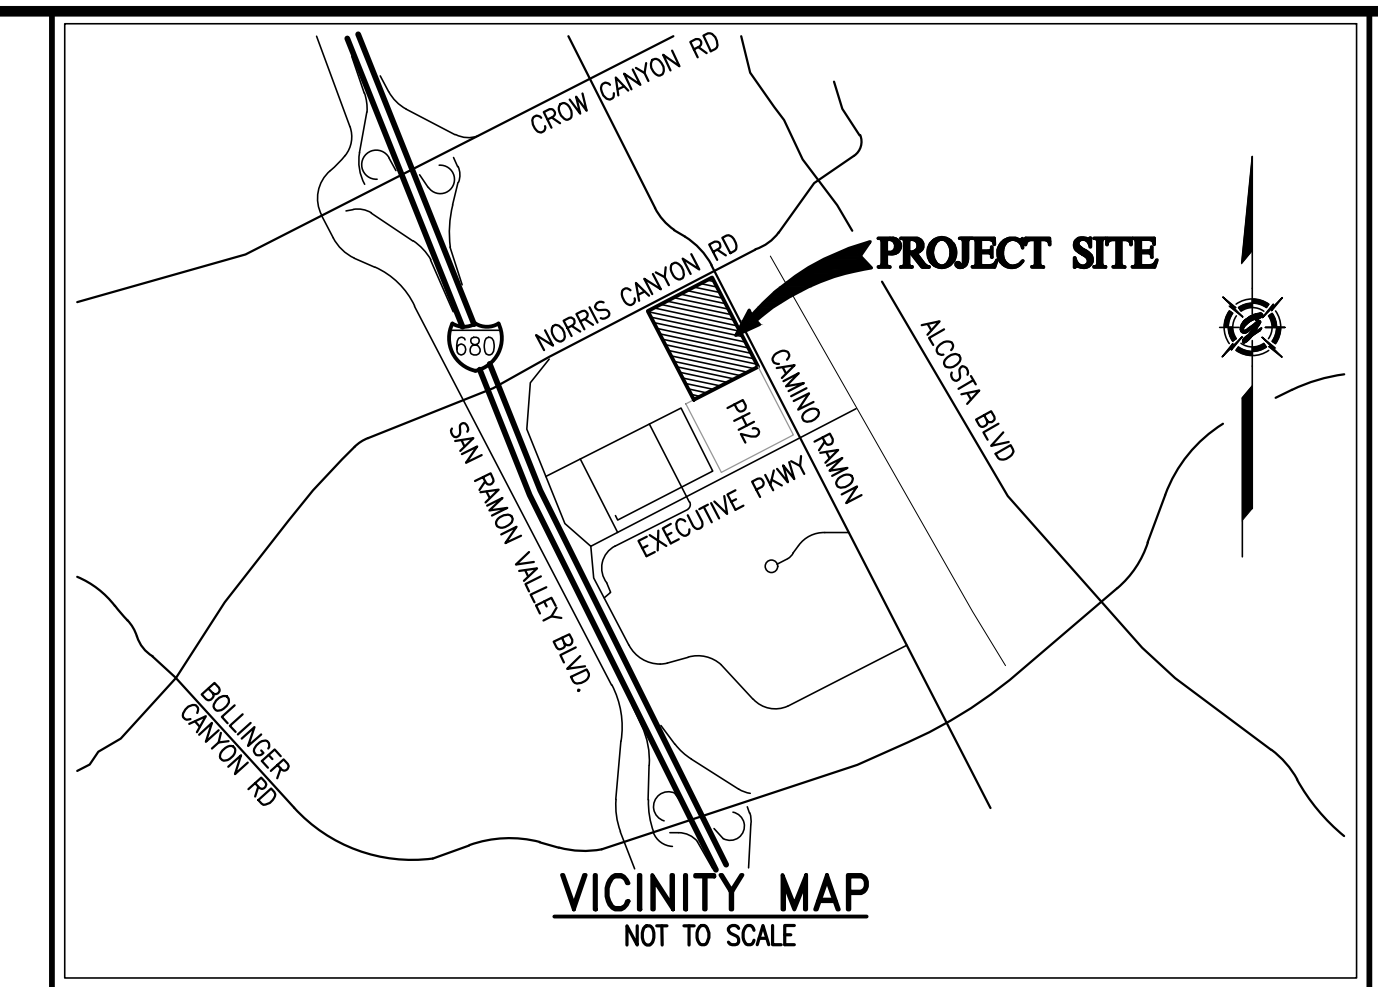 CROW CANYON RD
NORRIS CANYON RD
PROJECT SITE
680
CAMINO RAMON
ALCOSTA BLVD
PH2
SAN RAMON VALLEY BLVD.
EXECUTIVE PKWY
BOLLINGER
CANYON RD
VICINITY MAP
NOT TO SCALE